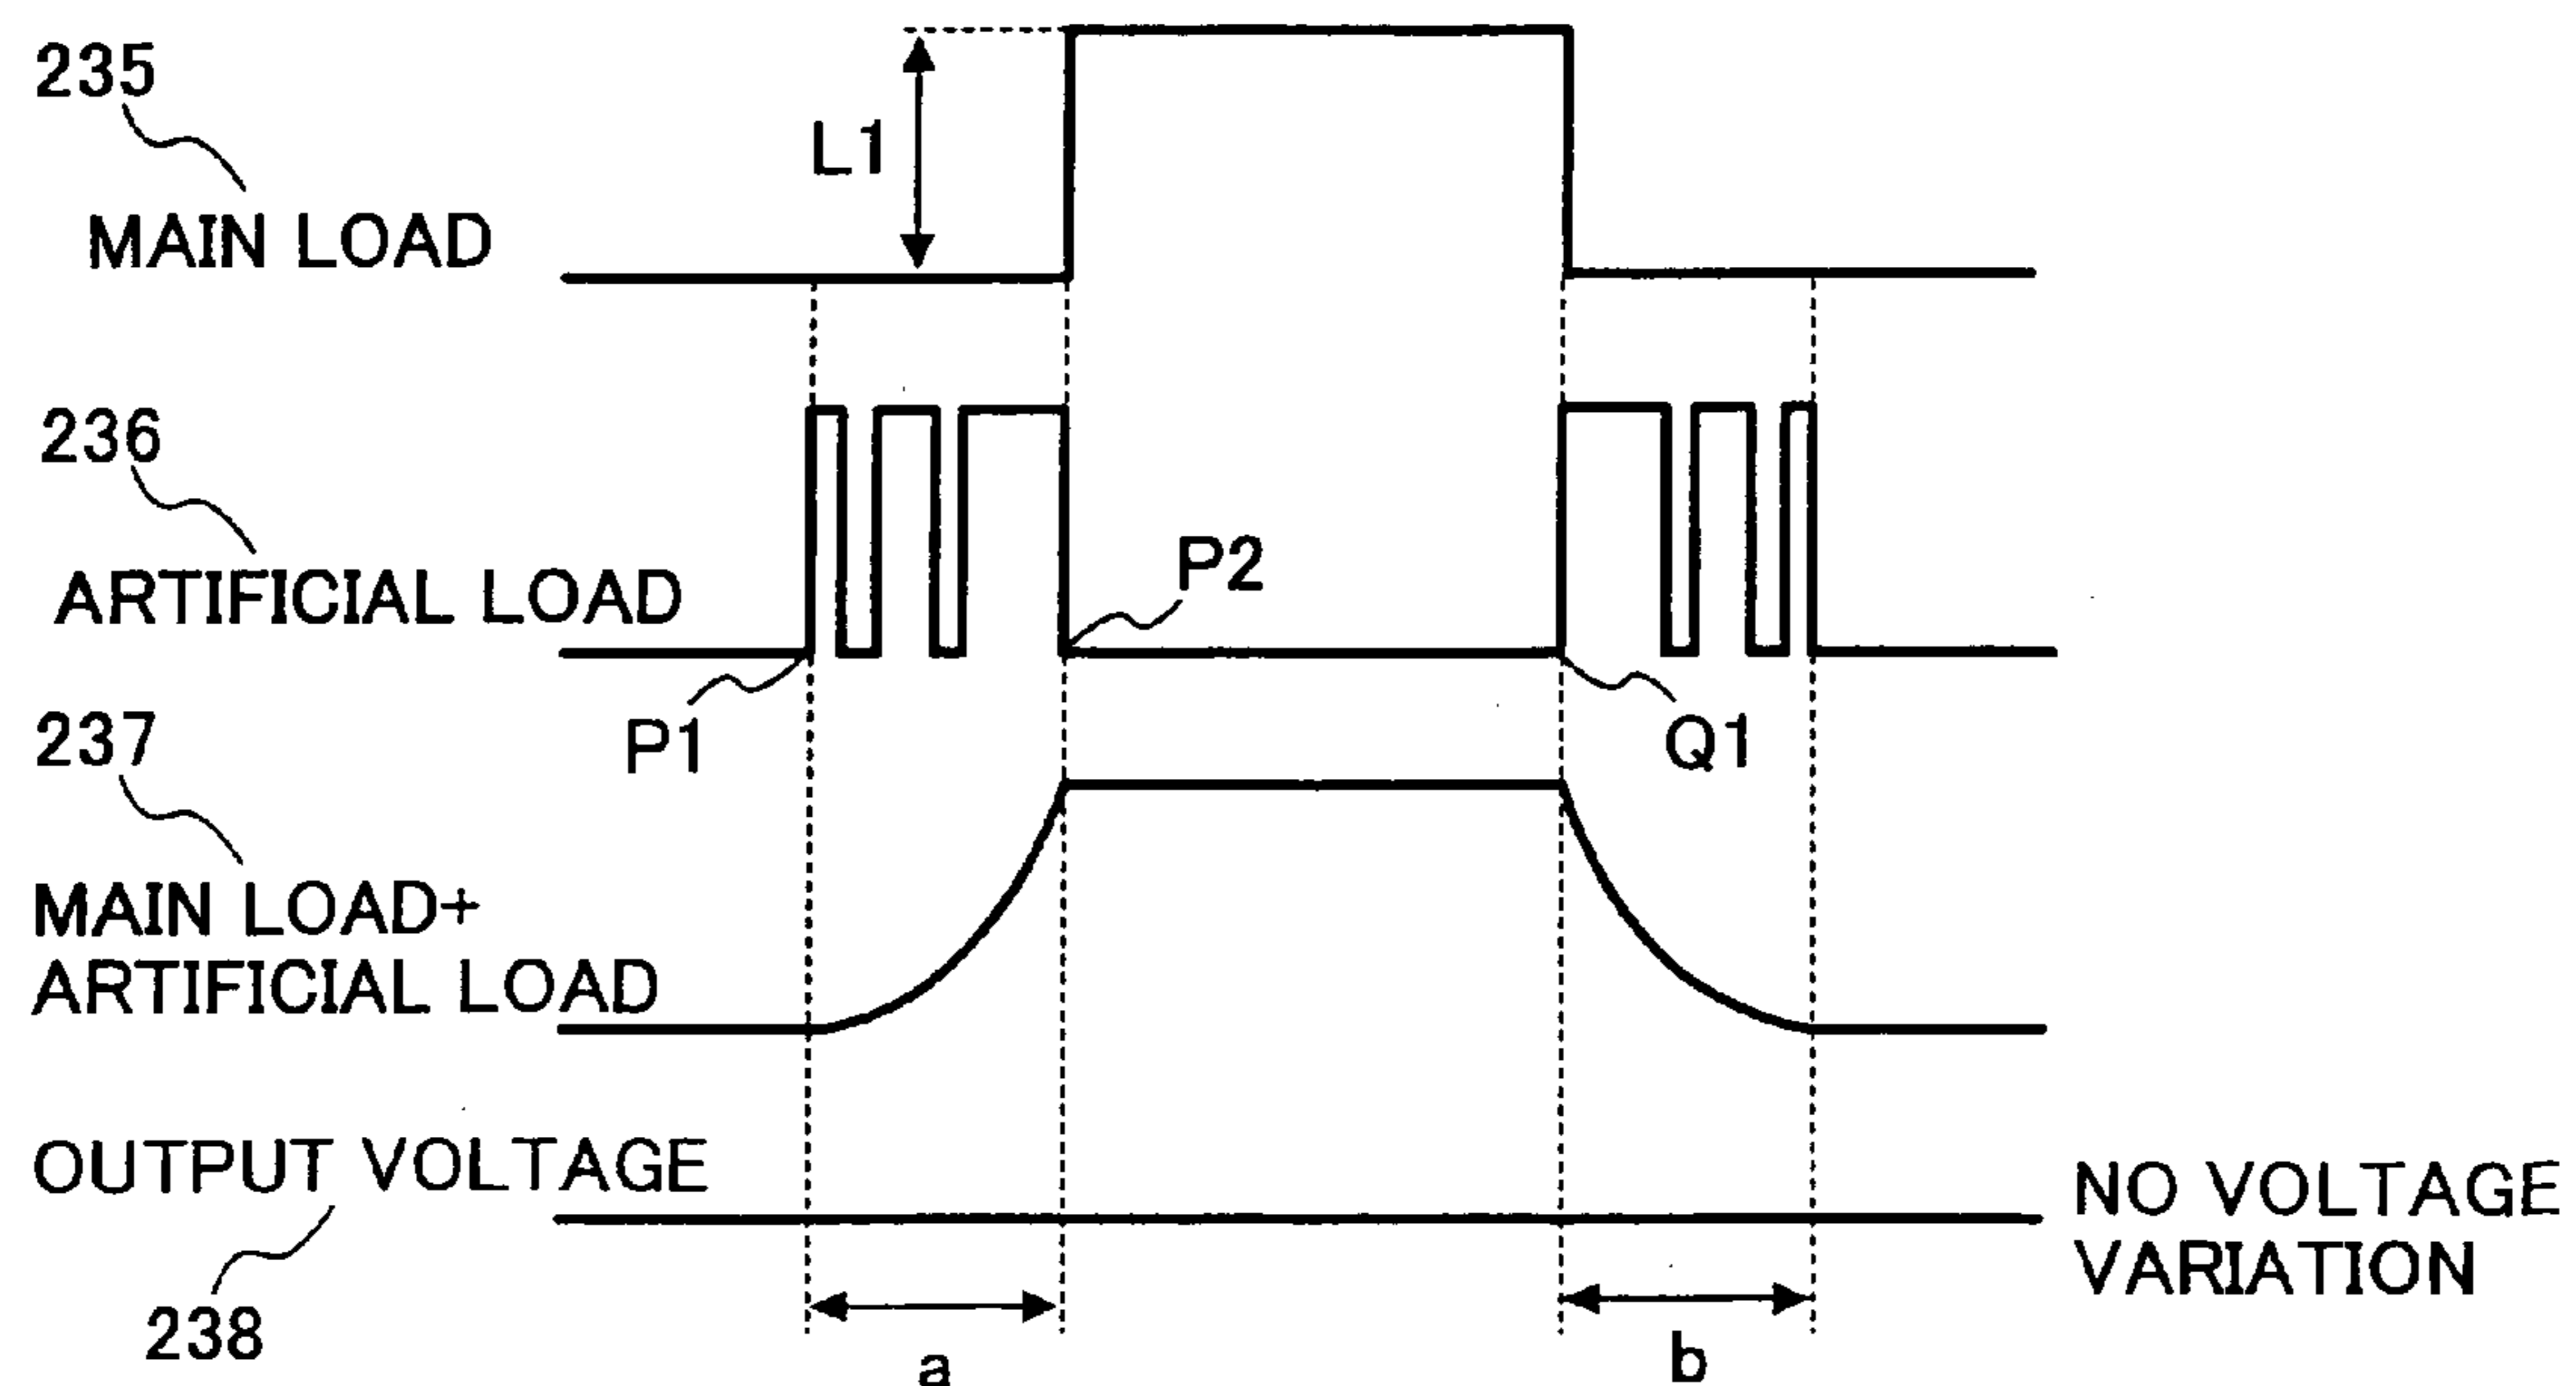 235
L1
MAIN LOAD
236
P2
ARTIFICIAL LOAD
P1
Q1
237
MAIN LOAD+
ARTIFICIAL LOAD
OUTPUT VOLTAGE
NO VOLTAGE
VARIATION
238
a
b